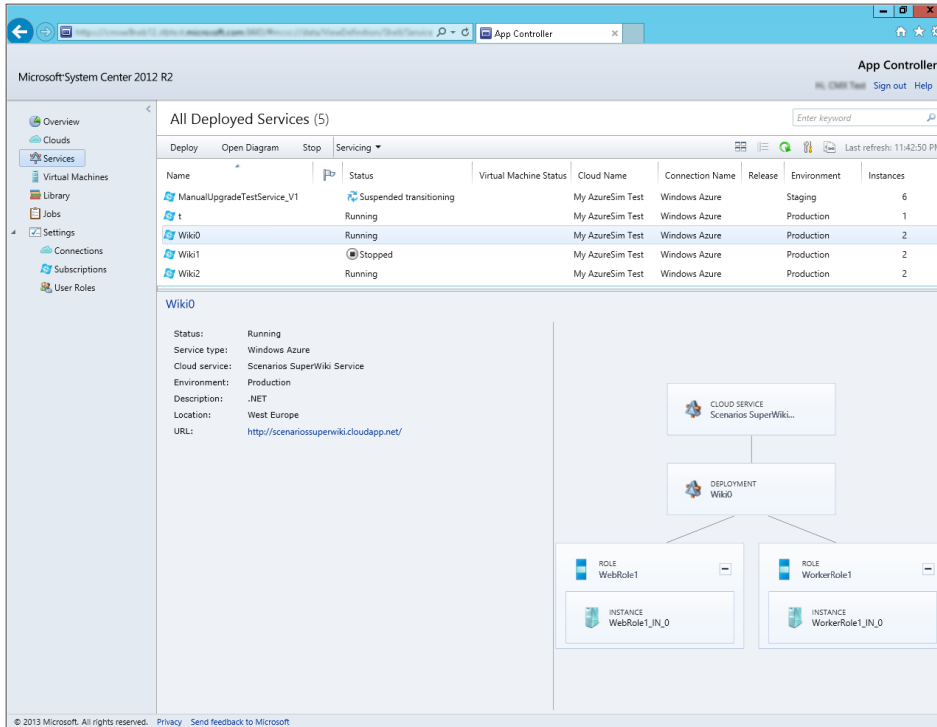 App Controller
Microsoft System Center 2012 R2
App Controller
Sign out Help
Overview
Clouds
Services
Virtual Machines
Library
Jobs
Settings
Connections
Subscriptions
User Roles
All Deployed Services (5)
Enter keyword
Deploy Open Diagram Stop Servicing
Last refresh: 11:42:50 PM
Name Status Virtual Machine Status Cloud Name Connection Name Release Environment Instances
ManualUpgradeTestService_V1 Suspended transitioning My AzureSim Test Windows Azure Staging 6
t Running My AzureSim Test Windows Azure Production 1
Wiki0 Running My AzureSim Test Windows Azure Production 2
Wiki1 Stopped My AzureSim Test Windows Azure Production 2
Wiki2 Running My AzureSim Test Windows Azure Production 2
Wiki0
Status: Running
Service type: Windows Azure
Cloud service: Scenarios SuperWiki Service
Environment: Production
Description: .NET
Location: West Europe
URL: http://scenariossuperwiki.cloudapp.net/
CLOUD SERVICE
Scenarios SuperWiki...
DEPLOYMENT
Wiki0
ROLE
WebRole1
INSTANCE
WebRole1_IN_0
ROLE
WorkerRole1
INSTANCE
WorkerRole1_IN_0
© 2013 Microsoft. All rights reserved. Privacy Send feedback to Microsoft